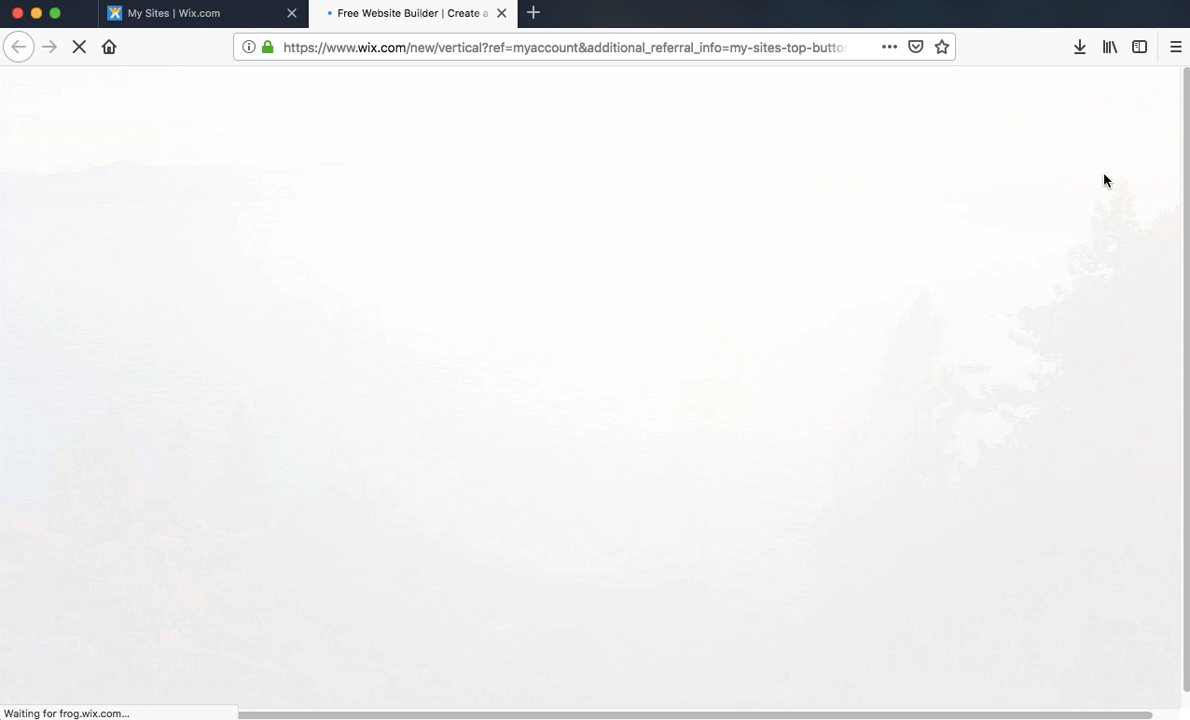 My Sites | Wix.com
Free Website Builder | Create a
https://www.wix.com/new/vertical?ref=myaccount&additional_referral_info=my-sites-top-butto
Waiting for frog.wix.com...